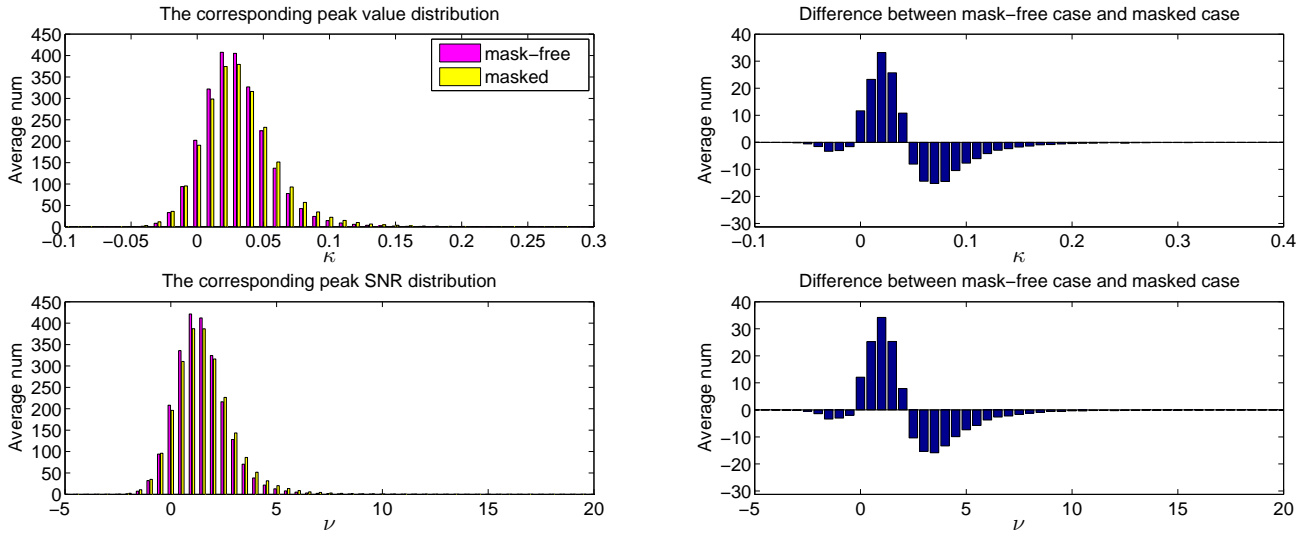 The corresponding peak value distribution
450
400
350
300
250
200
150
100
50
0
Average num
−0.1 −0.05 0 0.05 0.1 0.15 0.2 0.25 0.3
κ
mask−free
masked
Difference between mask−free case and masked case
40
30
20
10
0
−10
−20
−30
Average num
−0.1 0 0.1 0.2 0.3 0.4
κ
The corresponding peak SNR distribution
450
400
350
300
250
200
150
100
50
0
Average num
−5 0 5 10 15 20
ν
Difference between mask−free case and masked case
40
30
20
10
0
−10
−20
−30
Average num
−5 0 5 10 15 20
ν